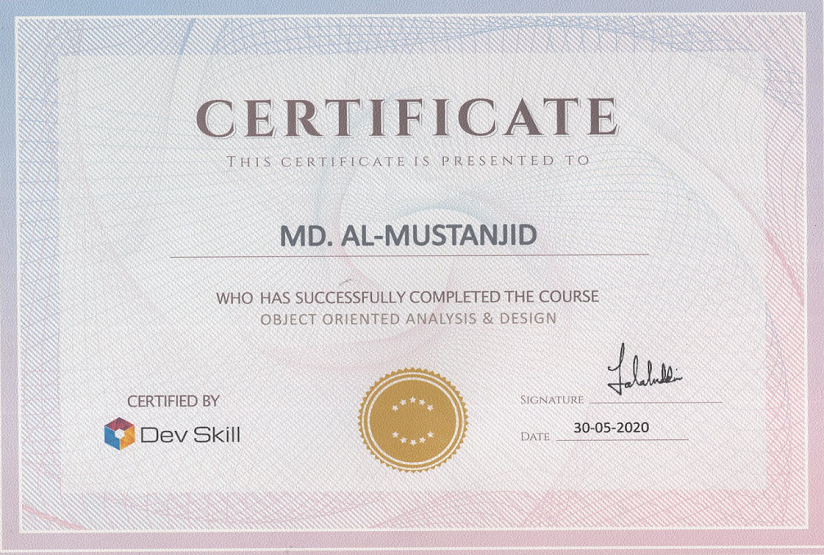 CERTIFICATE
THIS CERTIFICATE IS PRESENTED TO
MD. AL-MUSTANJID
WHO HAS SUCCESSFULLY COMPLETED THE COURSE
OBJECT ORIENTED ANALYSIS & DESIGN
CERTIFIED BY
Dev Skill
SIGNATURE
DATE 30-05-2020